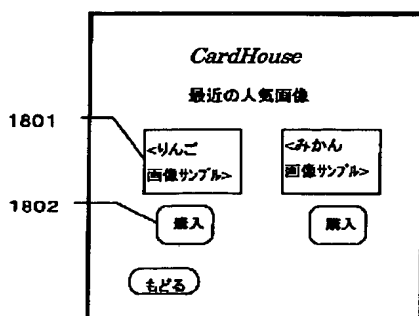 CardHouse
最近の人気画像
1801
<りんご
画像サンプル>
<みかん
画像サンプル>
1802
購入
購入
もどる